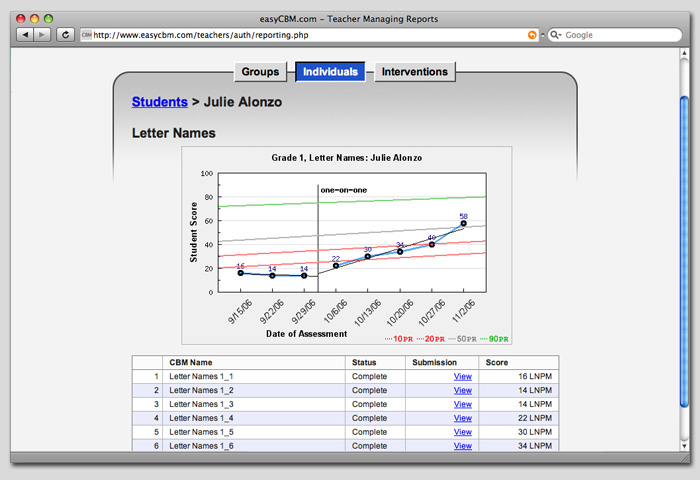 easyCBM.com – Teacher Managing Reports
CBM http://www.easycbm.com/teachers/auth/reporting.php
Google
Groups Individuals Interventions
Students > Julie Alonzo
Letter Names
Grade 1, Letter Names: Julie Alonzo
one-on-one
100
80
60
40
20
0
Student Score
16 14 14 22 30 34 40 58
9/15/06 9/22/06 9/29/06 10/6/06 10/13/06 10/20/06 10/27/06 11/2/06
Date of Assessment
10PR 20PR 50PR 90PR
CBM Name Status Submission Score
1 Letter Names 1_1 Complete View 16 LNPM
2 Letter Names 1_2 Complete View 14 LNPM
3 Letter Names 1_3 Complete View 14 LNPM
4 Letter Names 1_4 Complete View 22 LNPM
5 Letter Names 1_5 Complete View 30 LNPM
6 Letter Names 1_6 Complete View 34 LNPM